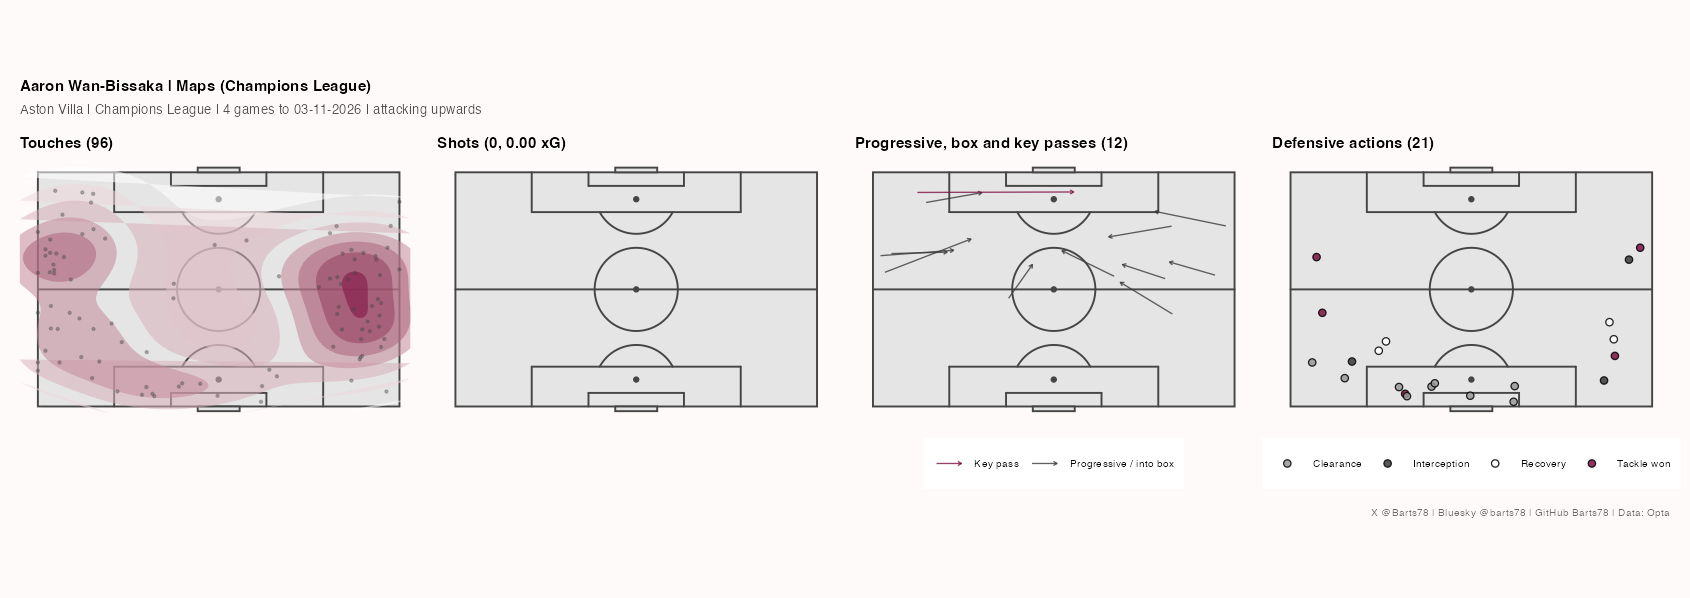 Aaron Wan-Bissaka | Maps (Champions League)
Aston Villa | Champions League | 4 games to 03-11-2026 | attacking upwards
Touches (96)
Shots (0, 0.00 xG)
Progressive, box and key passes (12)
Defensive actions (21)
Key pass
Progressive / into box
Clearance
Interception
Recovery
Tackle won
X @Barts78 | Bluesky @barts78 | GitHub Barts78 | Data: Opta